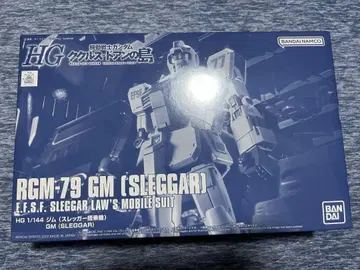 HG
機動戦士ガンダム
ククルス・ドアンの島
BANDAI NAMCO
RGM-79 GM (SLEGGAR)
E.F.S.F. SLEGGAR LAW'S MOBILE SUIT
HG 1/144 ジム (スレッガー搭乗機)
GM (SLEGGAR)
BAN
DAI